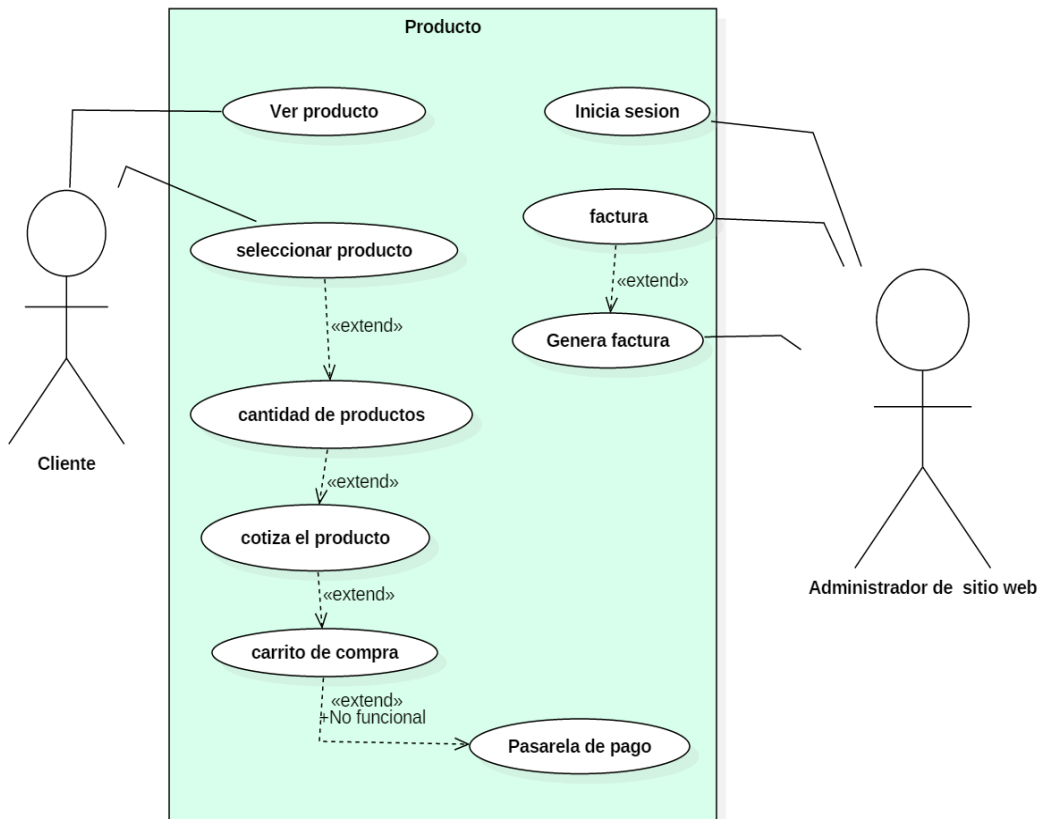 Producto
Ver producto
Inicia sesion
factura
seleccionar producto
«extend»
«extend»
Genera factura
cantidad de productos
Cliente
«extend»
cotiza el producto
«extend»
Administrador de  sitio web
carrito de compra
«extend»
+No funcional
Pasarela de pago